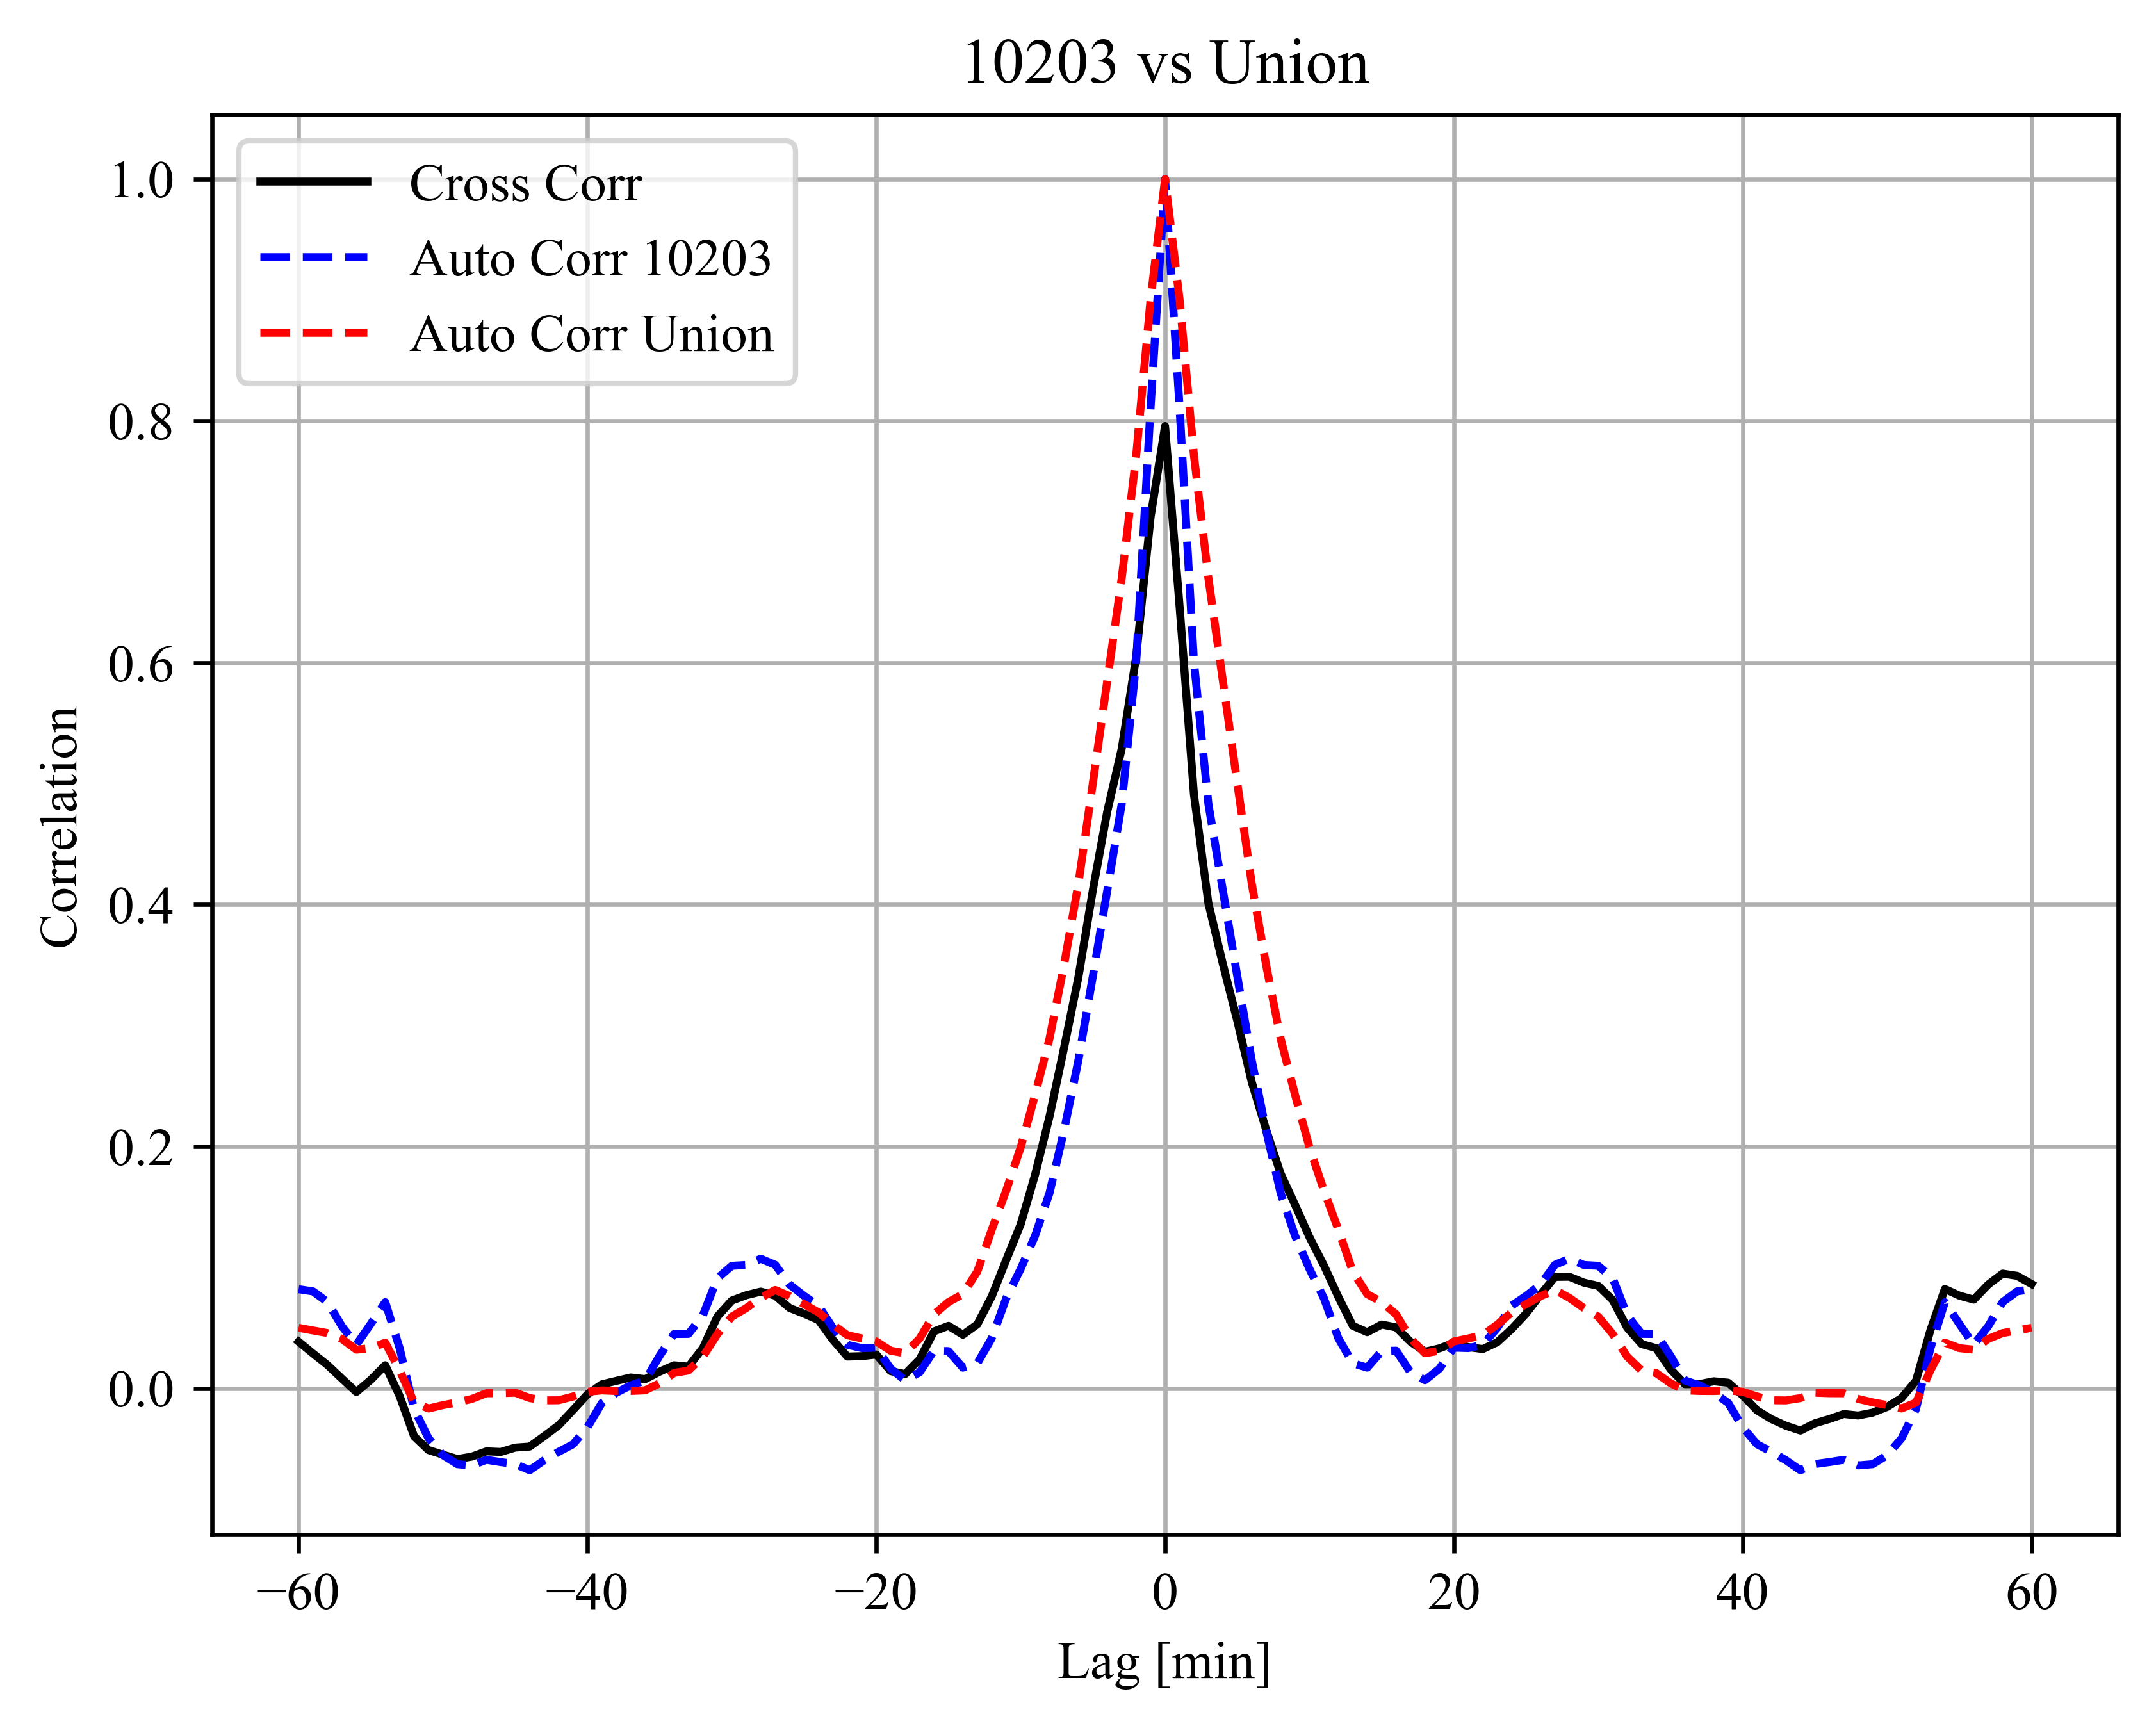 10203 vs Union
Cross Corr
Auto Corr 10203
Auto Corr Union
1.0
0.8
0.6
0.4
0.2
0.0
Correlation
−60 −40 −20 0 20 40 60
Lag [min]